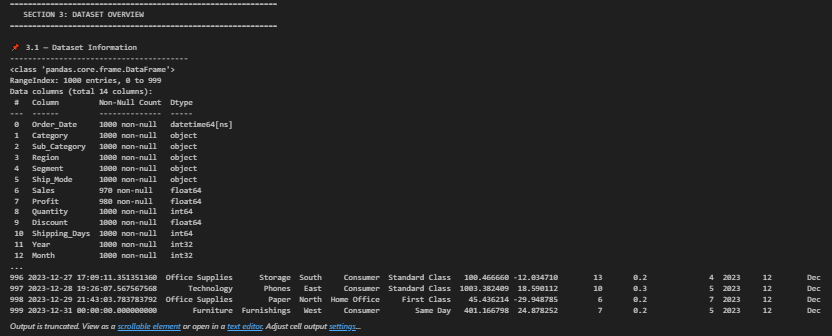 ============================================================
SECTION 3: DATASET OVERVIEW
============================================================
📌 3.1 — Dataset Information
----------------------------------------
<class 'pandas.core.frame.DataFrame'>
RangeIndex: 1000 entries, 0 to 999
Data columns (total 14 columns):
 #   Column         Non-Null Count  Dtype
---  ------         --------------  -----
 0   Order_Date     1000 non-null   datetime64[ns]
 1   Category       1000 non-null   object
 2   Sub_Category   1000 non-null   object
 3   Region         1000 non-null   object
 4   Segment        1000 non-null   object
 5   Ship_Mode      1000 non-null   object
 6   Sales          970 non-null    float64
 7   Profit         980 non-null    float64
 8   Quantity       1000 non-null   int64
 9   Discount       1000 non-null   float64
 10  Shipping_Days  1000 non-null   int64
 11  Year           1000 non-null   int32
 12  Month          1000 non-null   int32
...
996 2023-12-27 17:09:11.351351360 Office Supplies Storage South Consumer Standard Class 100.466660 -12.034710 13 0.2 4 2023 12 Dec
997 2023-12-28 19:26:07.567567568 Technology Phones East Consumer Standard Class 1003.382409 18.590112 10 0.3 5 2023 12 Dec
998 2023-12-29 21:43:03.783783792 Office Supplies Paper North Home Office First Class 45.436214 -29.948785 6 0.2 7 2023 12 Dec
999 2023-12-31 00:00:00.000000000 Furniture Furnishings West Consumer Same Day 401.166798 24.878252 7 0.2 5 2023 12 Dec
Output is truncated. View as a scrollable element or open in a text editor. Adjust cell output settings...